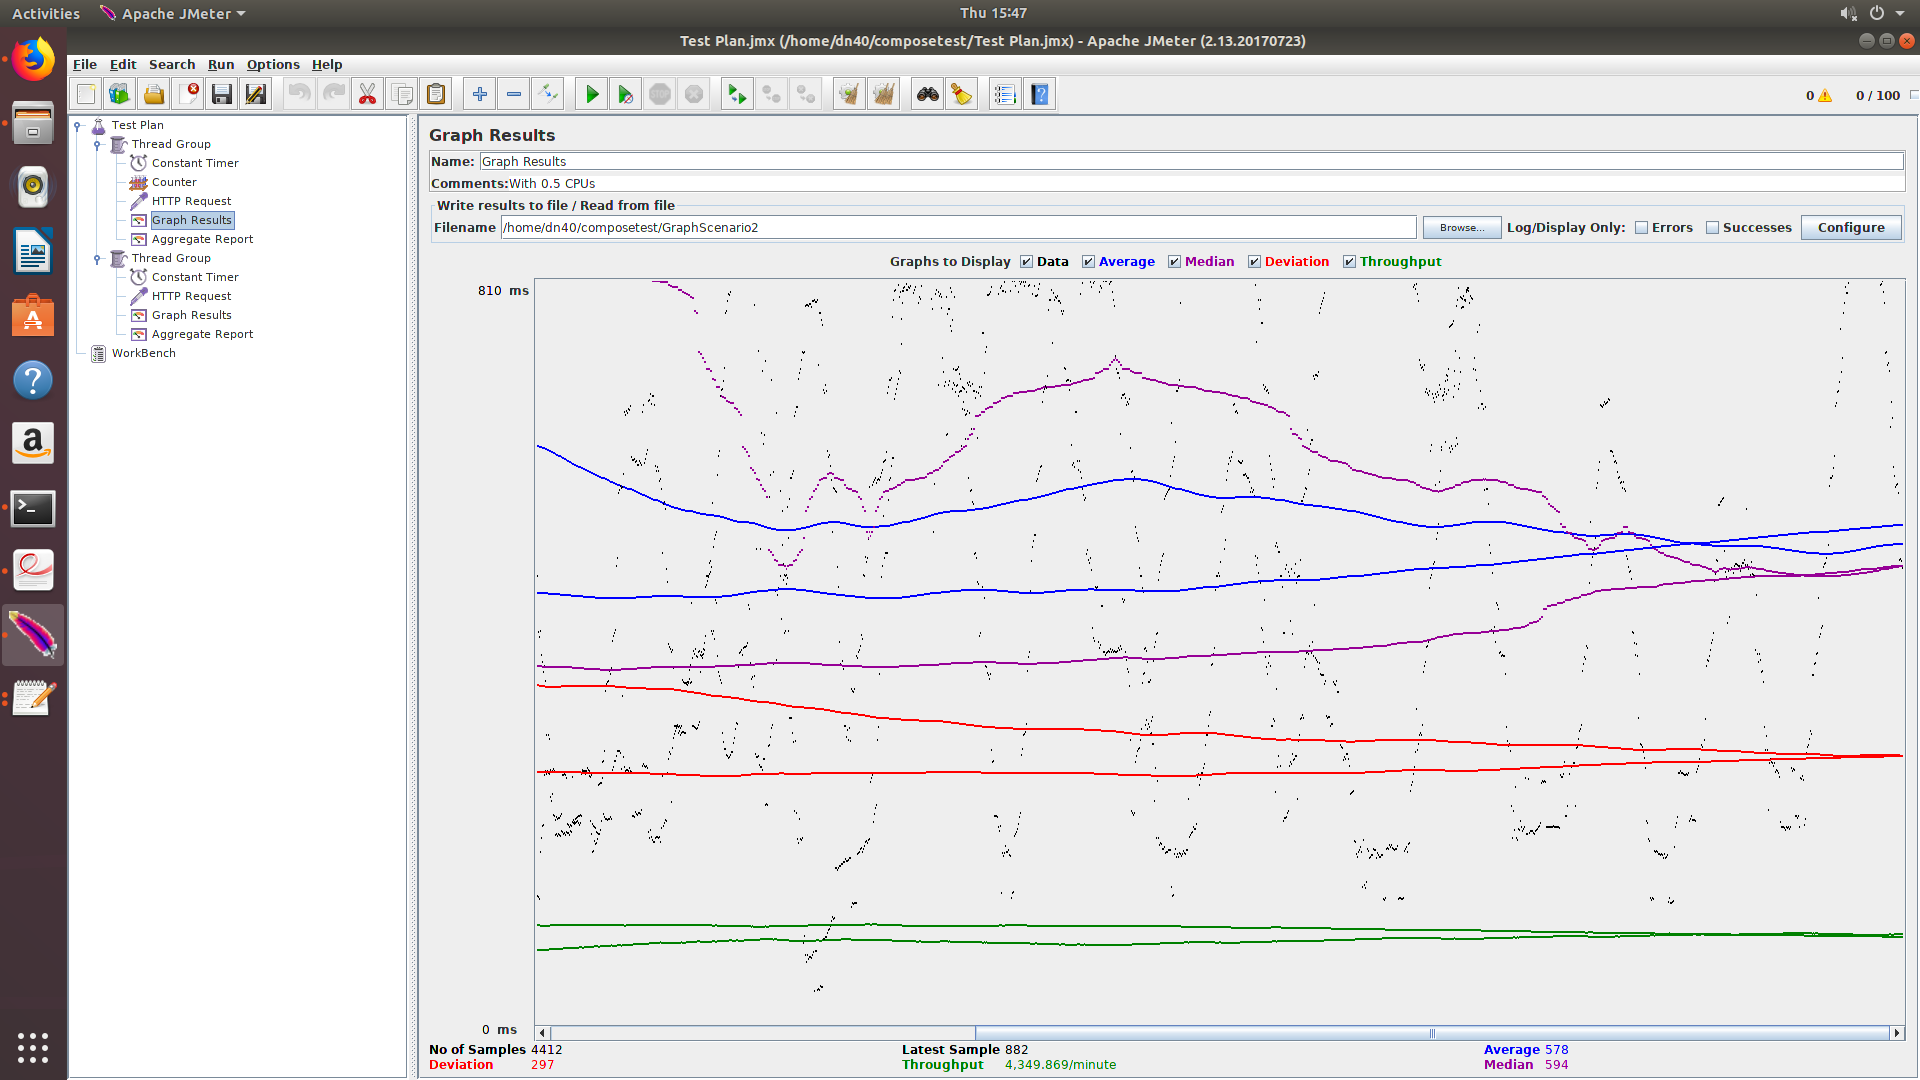 Activities Apache JMeter Thu 15:47
Test Plan.jmx (/home/dn40/composetest/Test Plan.jmx) - Apache JMeter (2.13.20170723)
File Edit Search Run Options Help
0 0 / 100
Test Plan
Thread Group
Constant Timer
Counter
HTTP Request
Graph Results
Aggregate Report
Thread Group
Constant Timer
HTTP Request
Graph Results
Aggregate Report
WorkBench
Graph Results
Name: Graph Results
Comments: With 0.5 CPUs
Write results to file / Read from file
Filename /home/dn40/composetest/GraphScenario2 Browse... Log/Display Only: Errors Successes Configure
Graphs to Display Data Average Median Deviation Throughput
810 ms
0 ms
No of Samples 4412 Latest Sample 882 Average 578
Deviation 297 Throughput 4,349.869/minute Median 594